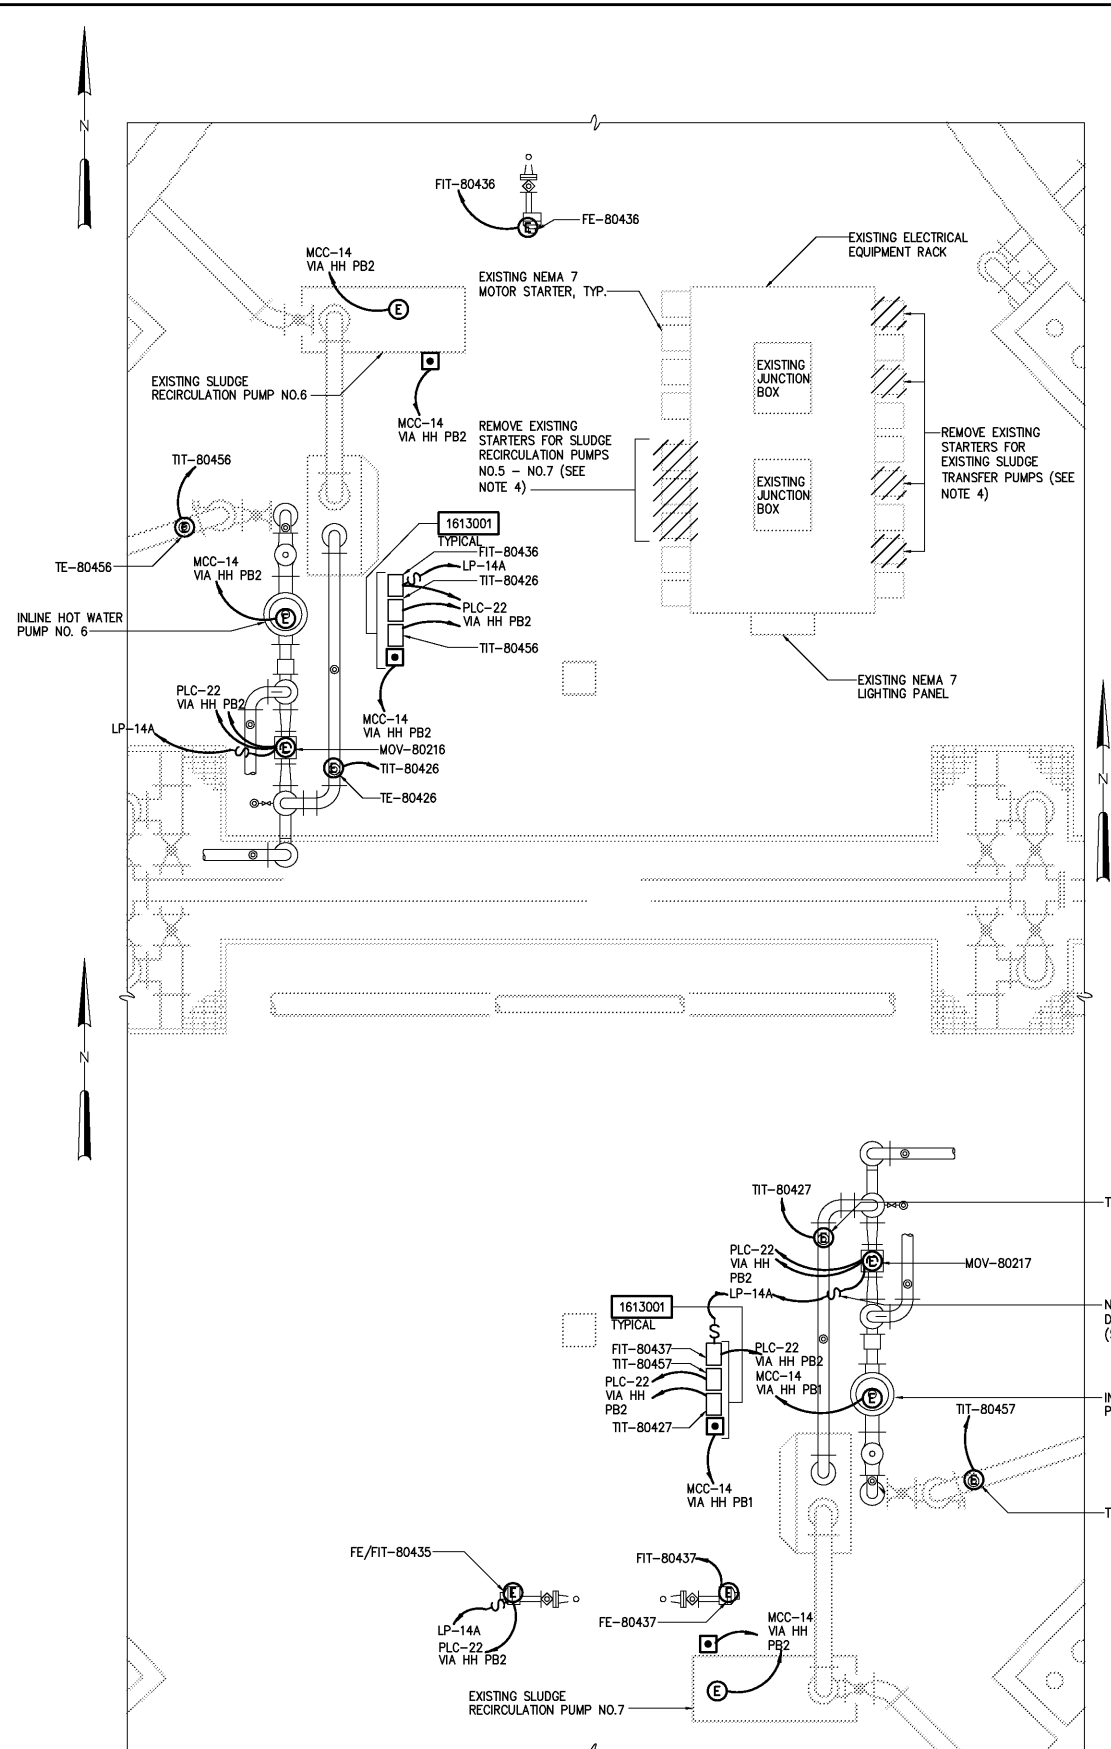 N
FIT-80436
FE-80436
MCC-14
VIA HH PB2
E
EXISTING ELECTRICAL
EQUIPMENT RACK
EXISTING NEMA 7
MOTOR STARTER, TYP.
EXISTING
JUNCTION
BOX
EXISTING SLUDGE
RECIRCULATION PUMP NO.6
MCC-14
VIA HH PB2
REMOVE EXISTING
STARTERS FOR SLUDGE
RECIRCULATION PUMPS
NO.5 - NO.7 (SEE
NOTE 4)
REMOVE EXISTING
STARTERS FOR
EXISTING SLUDGE
TRANSFER PUMPS (SEE
NOTE 4)
EXISTING
JUNCTION
BOX
TIT-80456
1613001
TYPICAL
FIT-80436
LP-14A
TIT-80426
PLC-22
VIA HH PB2
TIT-80456
TE-80456
MCC-14
VIA HH PB2
E
INLINE HOT WATER
PUMP NO. 6
EXISTING NEMA 7
LIGHTING PANEL
PLC-22
VIA HH PB2
LP-14A
E
MCC-14
VIA HH PB2
MOV-80216
TIT-80426
TE-80426
N
N
TIT-80427
T
PLC-22
VIA HH
PB2
E
MOV-80217
LP-14A
1613001
TYPICAL
N
D
(
FIT-80437
TIT-80457
PLC-22
VIA HH
PB2
TIT-80427
PLC-22
VIA HH PB2
MCC-14
VIA HH PB1
E
IN
P
TIT-80457
MCC-14
VIA HH PB1
T
FE/FIT-80435
E
FIT-80437
E
LP-14A
PLC-22
VIA HH PB2
FE-80437
MCC-14
VIA HH
PB2
E
EXISTING SLUDGE
RECIRCULATION PUMP NO.7